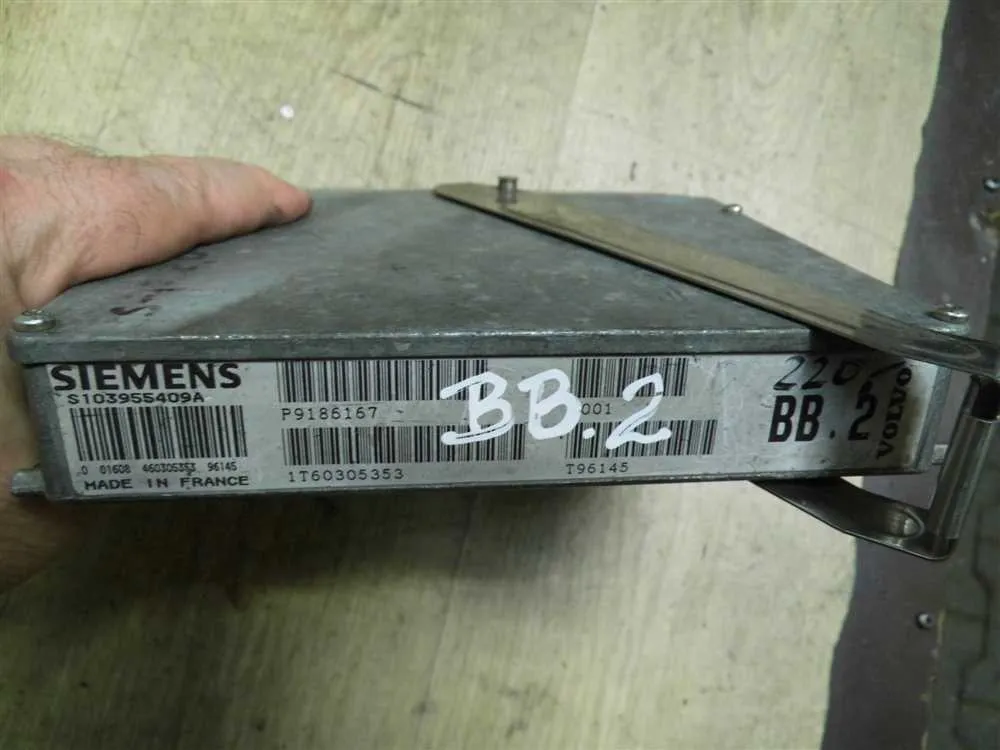 SIEMENS
S103955409A
0 01608 460305353 96145
MADE IN FRANCE
P9186167
001
1T60305353
T96145
BB.2
220
BB.2
VOLVO